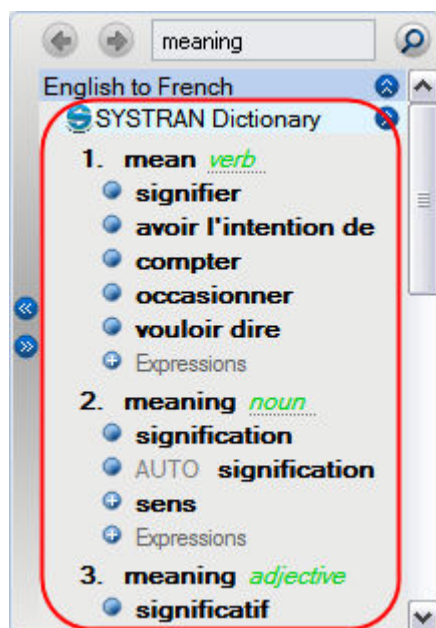 meaning
English to French
SYSTRAN Dictionary
1. mean verb
signifier
avoir l'intention de
compter
occasionner
vouloir dire
Expressions
2. meaning noun
signification
AUTO signification
sens
Expressions
3. meaning adjective
significatif